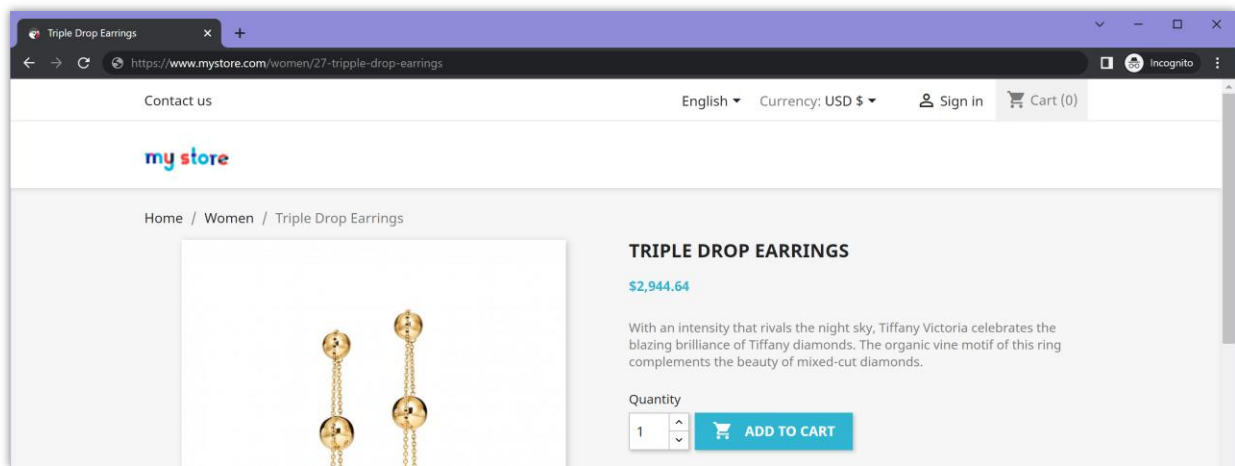 Triple Drop Earrings
https://www.mystore.com/women/27-tripple-drop-earrings
Incognito
Contact us
English Currency: USD $ Sign in Cart (0)
my store
Home / Women / Triple Drop Earrings
TRIPLE DROP EARRINGS
$2,944.64
With an intensity that rivals the night sky, Tiffany Victoria celebrates the
blazing brilliance of Tiffany diamonds. The organic vine motif of this ring
complements the beauty of mixed-cut diamonds.
Quantity
1 ADD TO CART